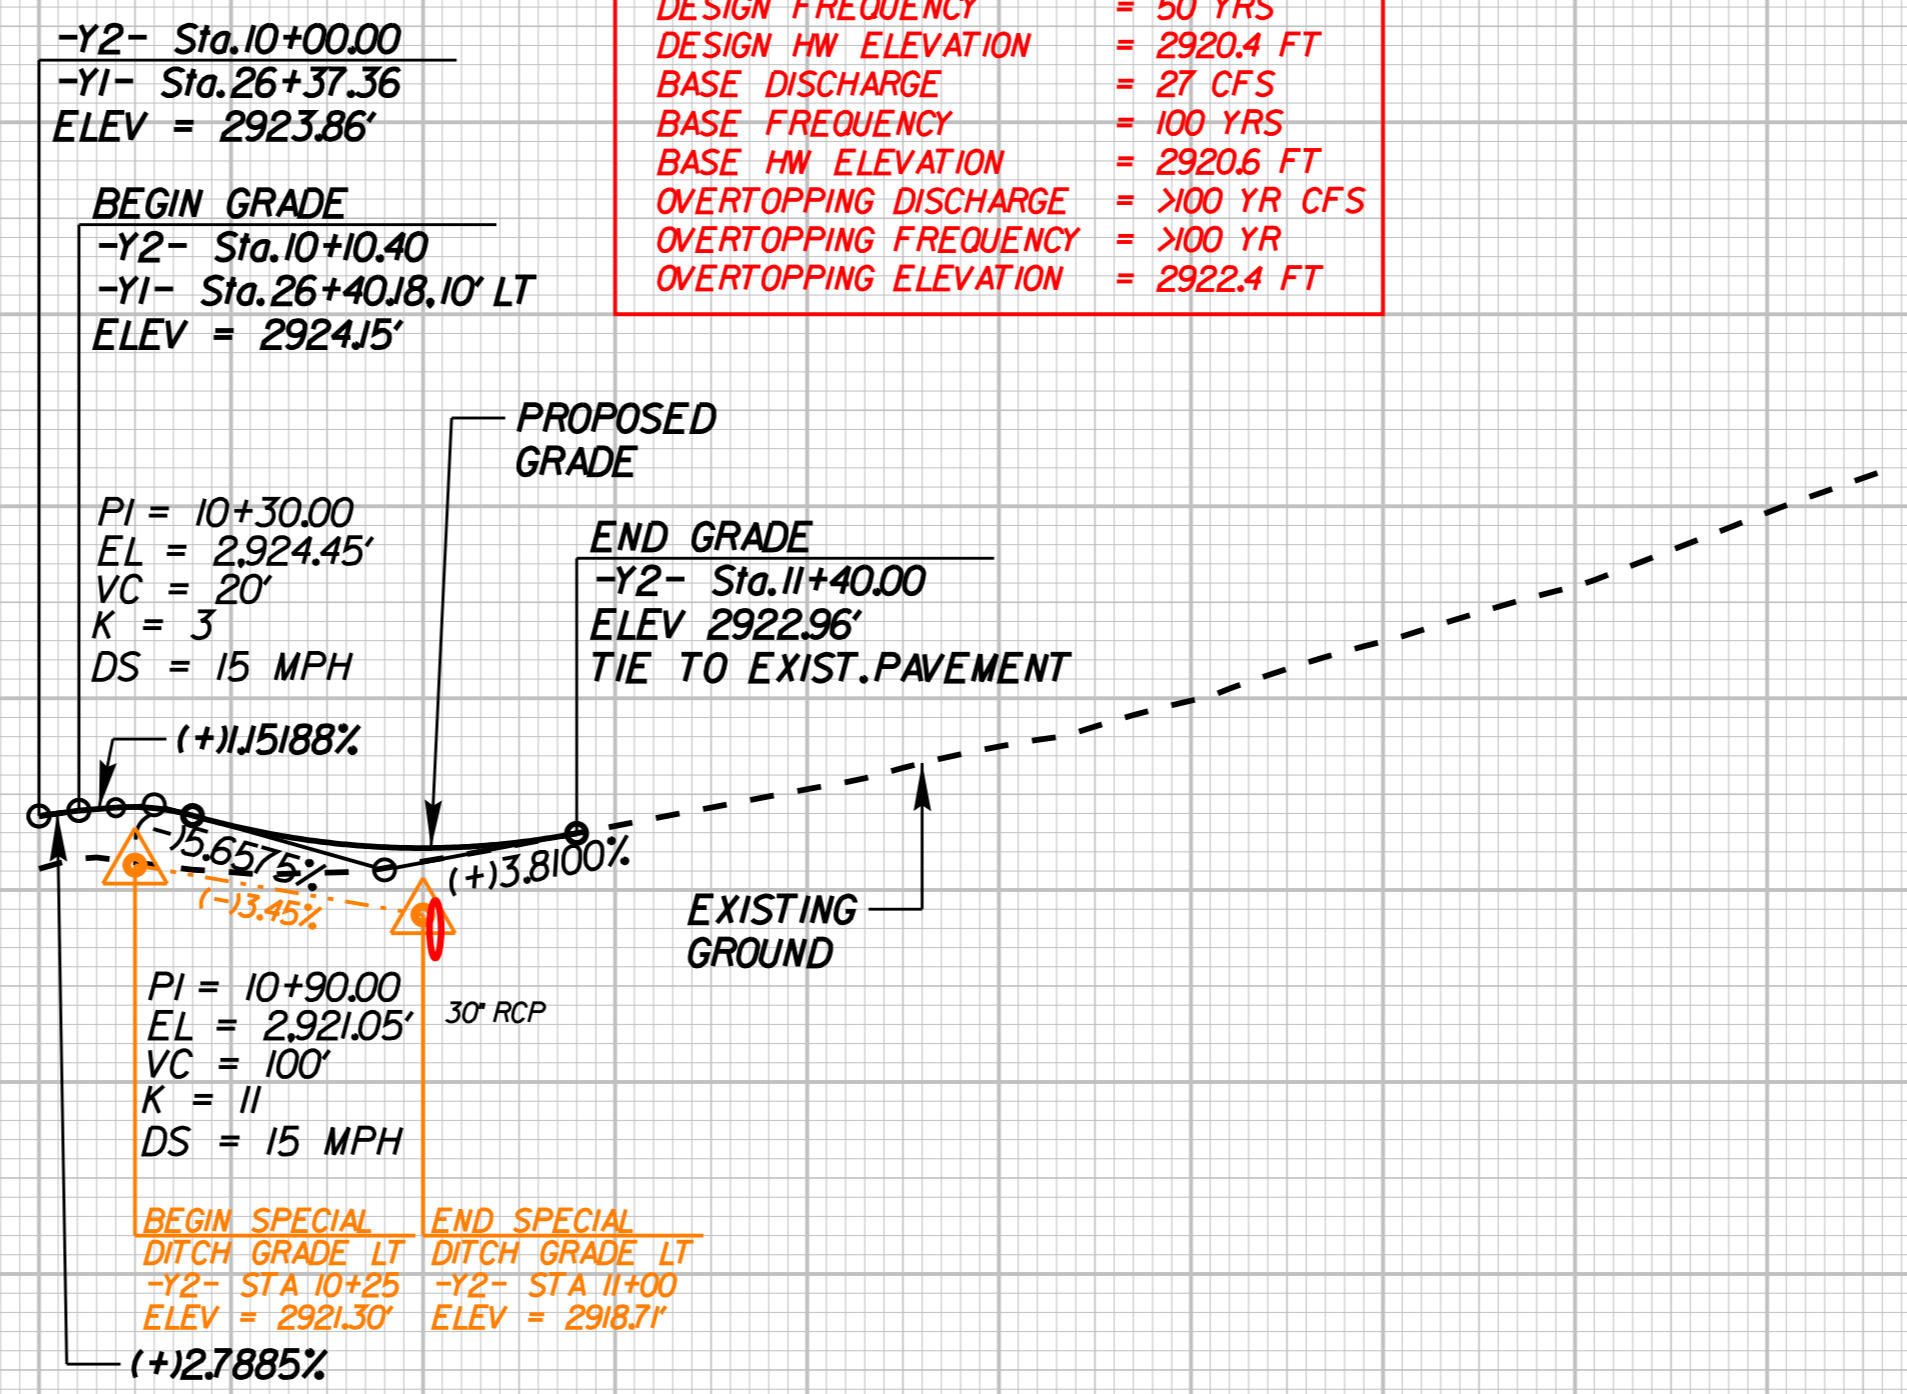 -Y2- Sta. 10+00.00
-Y1- Sta. 26+37.36
ELEV = 2923.86'
BEGIN GRADE
-Y2- Sta. 10+10.40
-Y1- Sta. 26+40.18, 10' LT
ELEV = 2924.15'
DESIGN FREQUENCY = 50 YRS
DESIGN HW ELEVATION = 2920.4 FT
BASE DISCHARGE = 27 CFS
BASE FREQUENCY = 100 YRS
BASE HW ELEVATION = 2920.6 FT
OVERTOPPING DISCHARGE = >100 YR CFS
OVERTOPPING FREQUENCY = >100 YR
OVERTOPPING ELEVATION = 2922.4 FT
PROPOSED
GRADE
PI = 10+30.00
EL = 2,924.45'
VC = 20'
K = 3
DS = 15 MPH
END GRADE
-Y2- Sta. 11+40.00
ELEV 2922.96'
TIE TO EXIST. PAVEMENT
(+)1.15188%
(-)5.6575%
(+)3.8100%
(-)3.45%
EXISTING
GROUND
PI = 10+90.00
EL = 2,921.05'
VC = 100'
K = 11
DS = 15 MPH
30" RCP
BEGIN SPECIAL
DITCH GRADE LT
-Y2- STA 10+25
ELEV = 2921.30'
END SPECIAL
DITCH GRADE LT
-Y2- STA 11+00
ELEV = 2918.71'
(+)2.7885%